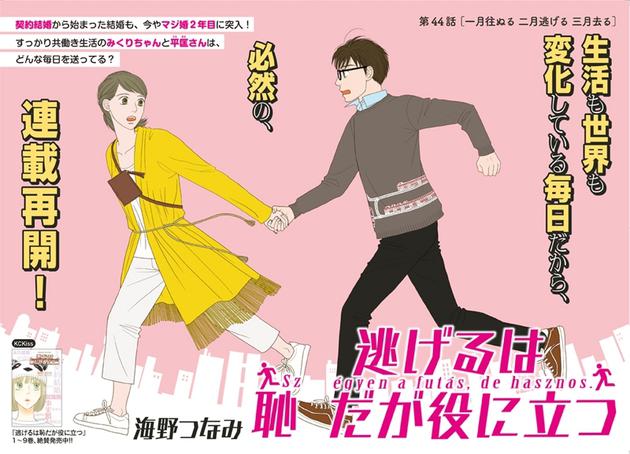 第44話[一月往ぬる 二月逃げる 三月去る]
契約結婚から始まった結婚も、今やマジ婚2年目に突入!
すっかり共働き生活のみくりちゃんと平匡さんは、
どんな毎日を送ってる?
生活も世界も
変化している毎日だから、
必然の、
連載再開!
逃げるは
Szégyen a futás, de hasznos.
恥だが役に立つ
海野つなみ
KCKiss
『逃げるは恥だが役に立つ』
1〜9巻、絶賛発売中!!